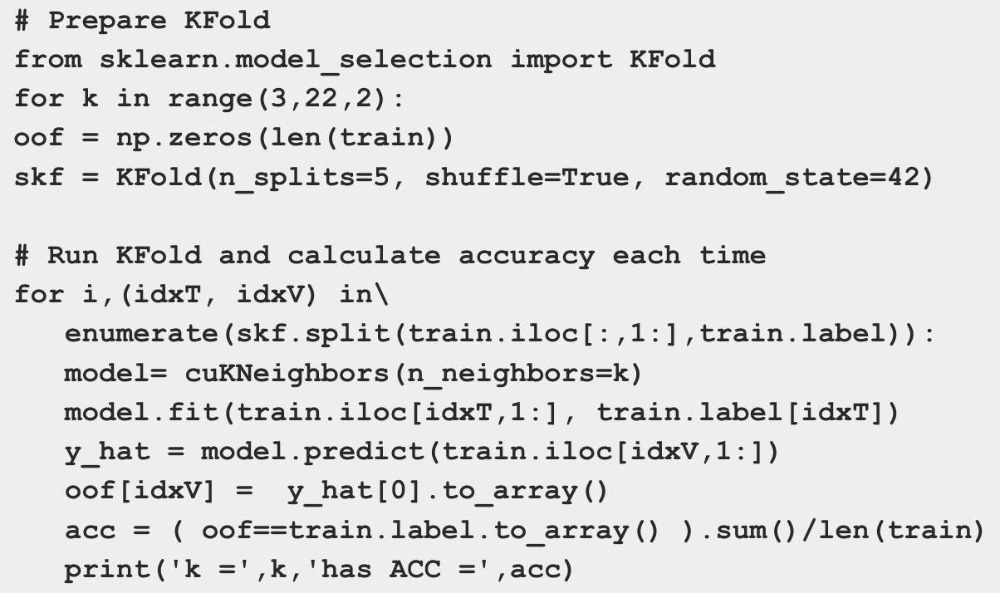 # Prepare KFold
from sklearn.model_selection import KFold
for k in range(3,22,2):
oof = np.zeros(len(train))
skf = KFold(n_splits=5, shuffle=True, random_state=42)

# Run KFold and calculate accuracy each time
for i,(idxT, idxV) in\
   enumerate(skf.split(train.iloc[:,1:],train.label)):
   model= cuKNeighbors(n_neighbors=k)
   model.fit(train.iloc[idxT,1:], train.label[idxT])
   y_hat = model.predict(train.iloc[idxV,1:])
   oof[idxV] =  y_hat[0].to_array()
   acc = ( oof==train.label.to_array() ).sum()/len(train)
   print('k =',k,'has ACC =',acc)